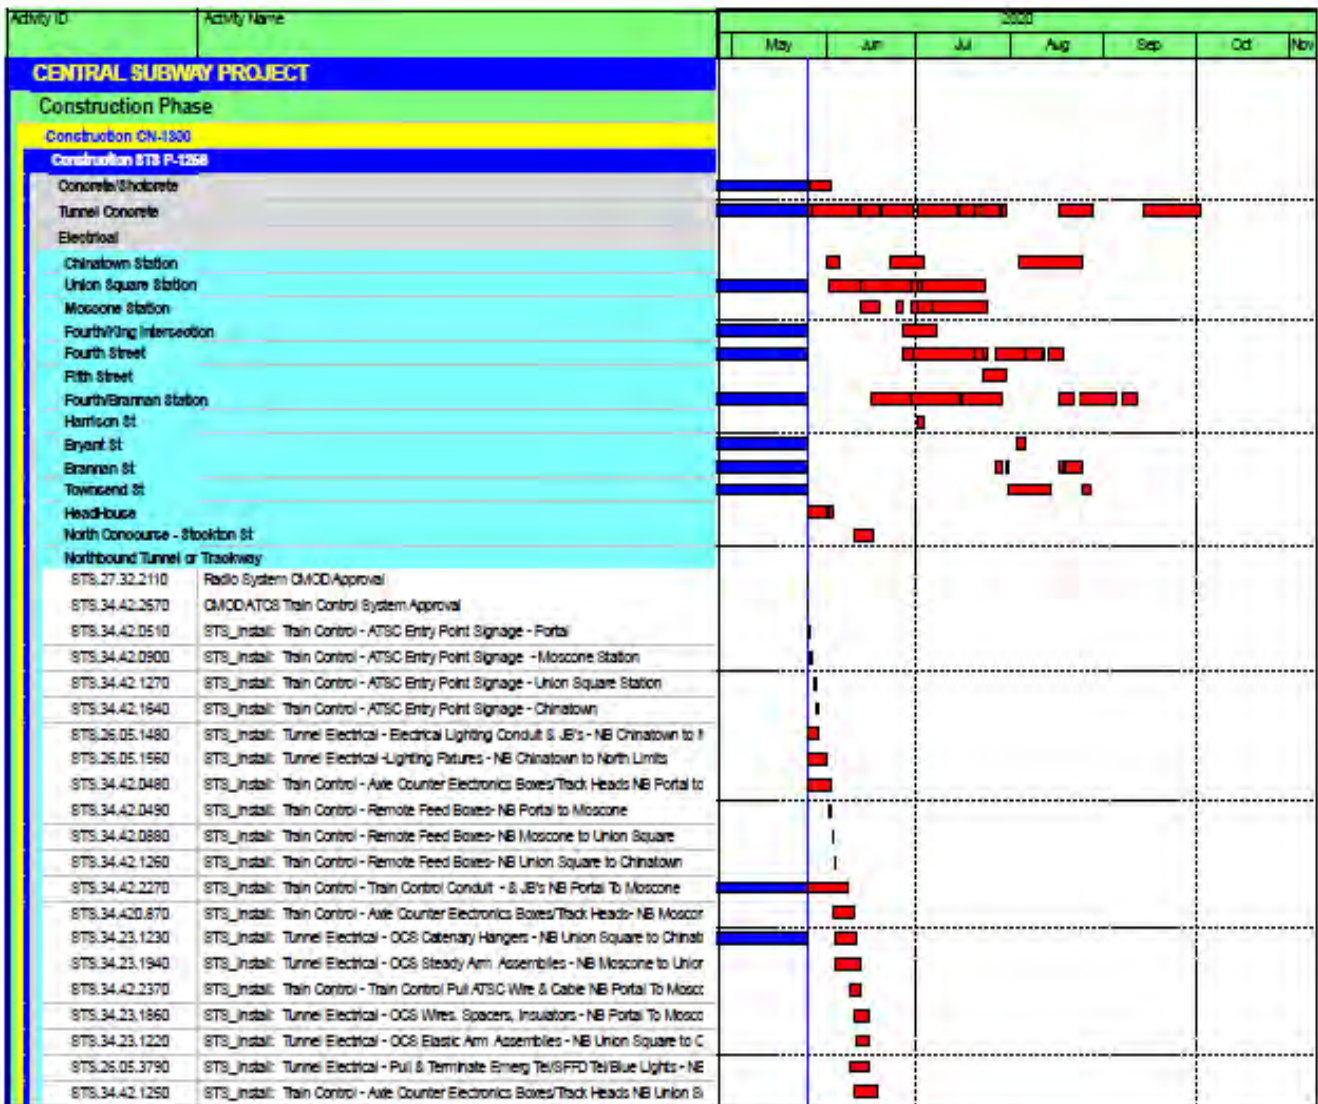 Activity ID Activity Name 2020
May Jun Jul Aug Sep Oct Nov
CENTRAL SUBWAY PROJECT
Construction Phase
Construction CN-1300
Construction STS P-1256
Concrete/Shotcrete
Tunnel Concrete
Electrical
Chinatown Station
Union Square Station
Moscone Station
Fourth/King Intersection
Fourth Street
Fifth Street
Fourth/Brannan Station
Harrison St
Bryant St
Brannan St
Townsend St
HeadHouse
North Concourse - Stockton St
Northbound Tunnel or Trackway
STS.27.32.2110 Radio System CMOD Approval
STS.34.42.2670 CMOD ATCS Train Control System Approval
STS.34.42.0510 STS_Install: Train Control - ATSC Entry Point Signage - Portal
STS.34.42.0900 STS_Install: Train Control - ATSC Entry Point Signage - Moscone Station
STS.34.42.1270 STS_Install: Train Control - ATSC Entry Point Signage - Union Square Station
STS.34.42.1640 STS_Install: Train Control - ATSC Entry Point Signage - Chinatown
STS.26.05.1480 STS_Install: Tunnel Electrical - Electrical Lighting Conduit & JB's - NB Chinatown to
STS.26.05.1560 STS_Install: Tunnel Electrical -Lighting Fixtures - NB Chinatown to North Limits
STS.34.42.0480 STS_Install: Train Control - Axle Counter Electronics Boxes/Track Heads NB Portal to
STS.34.42.0490 STS_Install: Train Control - Remote Feed Boxes- NB Portal to Moscone
STS.34.42.0880 STS_Install: Train Control - Remote Feed Boxes- NB Moscone to Union Square
STS.34.42.1260 STS_Install: Train Control - Remote Feed Boxes- NB Union Square to Chinatown
STS.34.42.2270 STS_Install: Train Control - Train Control Conduit - & JB's NB Portal To Moscone
STS.34.420.870 STS_Install: Train Control - Axle Counter Electronics Boxes/Track Heads- NB Moscor
STS.34.23.1230 STS_Install: Tunnel Electrical - OCS Catenary Hangers - NB Union Square to Chinat
STS.34.23.1940 STS_Install: Tunnel Electrical - OCS Steady Arm Assemblies - NB Moscone to Unior
STS.34.42.2370 STS_Install: Train Control - Train Control Pull ATSC Wire & Cable NB Portal To Mosco
STS.34.23.1860 STS_Install: Tunnel Electrical - OCS Wires, Spacers, Insulators - NB Portal To Mosco
STS.34.23.1220 STS_Install: Tunnel Electrical - OCS Elastic Arm Assemblies - NB Union Square to C
STS.26.05.3790 STS_Install: Tunnel Electrical - Pull & Terminate Emerg Tel/SFFD Tel/Blue Lights - NB
STS.34.42.1250 STS_Install: Train Control - Axle Counter Electronics Boxes/Track Heads NB Union S